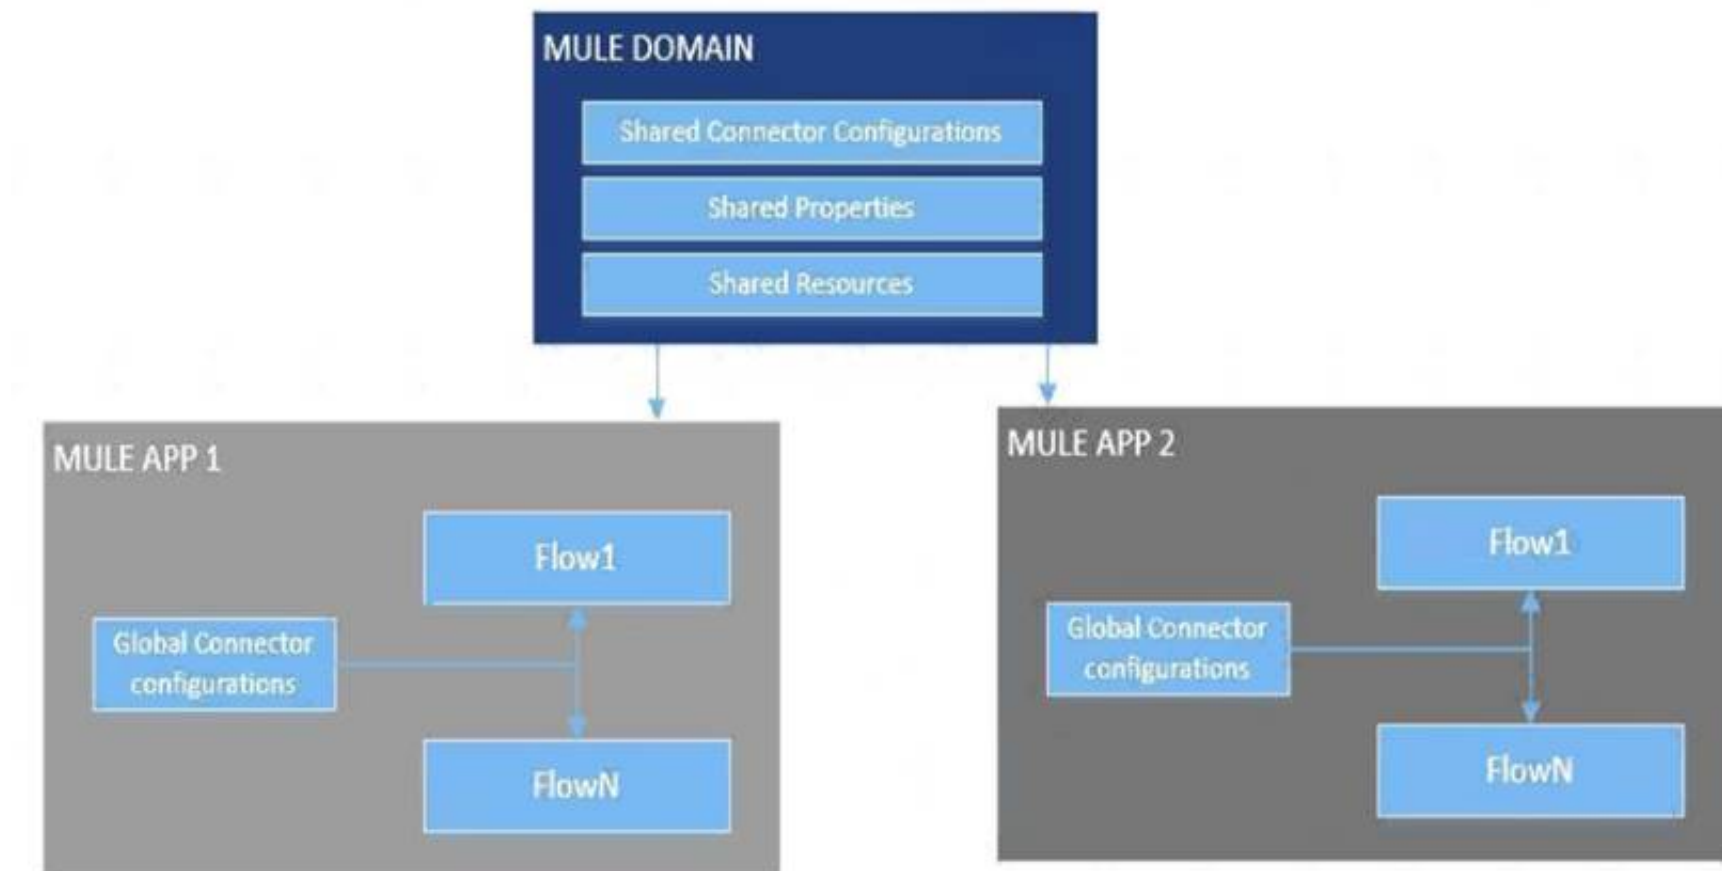 MULE DOMAIN
Shared Connector Configurations
Shared Properties
Shared Resources
MULE APP 1
Flow1
Global Connector
configurations
FlowN
MULE APP 2
Flow1
Global Connector
configurations
FlowN